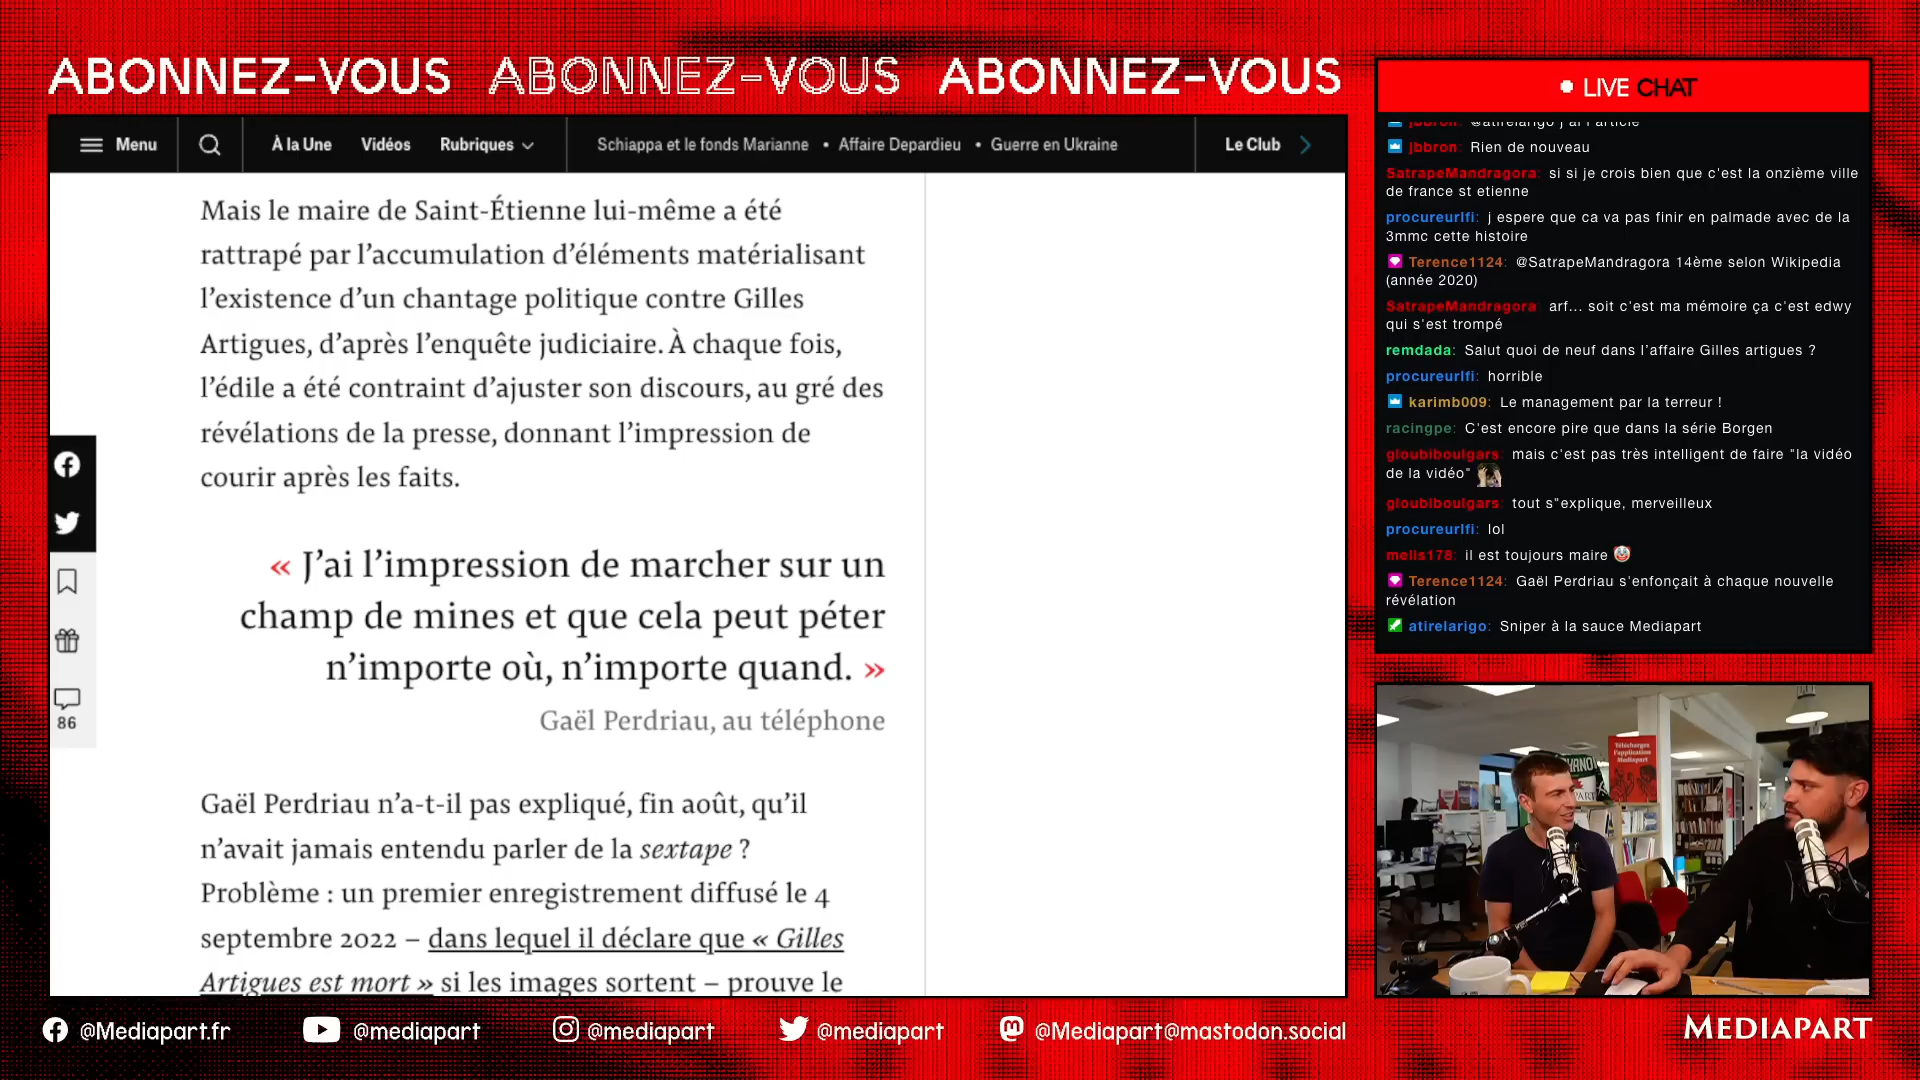 ABONNEZ-VOUS ABONNEZ-VOUS ABONNEZ-VOUS
Menu
À la Une Vidéos Rubriques
Schiappa et le fonds Marianne • Affaire Depardieu • Guerre en Ukraine
Le Club
Mais le maire de Saint-Étienne lui-même a été
rattrapé par l’accumulation d’éléments matérialisant
l’existence d’un chantage politique contre Gilles
Artigues, d’après l’enquête judiciaire. À chaque fois,
l’édile a été contraint d’ajuster son discours, au gré des
révélations de la presse, donnant l’impression de
courir après les faits.
« J’ai l’impression de marcher sur un
champ de mines et que cela peut péter
n’importe où, n’importe quand. »
Gaël Perdriau, au téléphone
86
Gaël Perdriau n’a-t-il pas expliqué, fin août, qu’il
n’avait jamais entendu parler de la sextape ?
Problème : un premier enregistrement diffusé le 4
septembre 2022 – dans lequel il déclare que « Gilles
Artigues est mort » si les images sortent – prouve le
LIVE CHAT
jbbron: @atirelarigo j'ai l'article
jbbron: Rien de nouveau
SatrapeMandragora: si si je crois bien que c'est la onzième ville
de france st etienne
procureurlfi: j espere que ca va pas finir en palmade avec de la
3mmc cette histoire
Terence1124: @SatrapeMandragora 14ème selon Wikipedia
(année 2020)
SatrapeMandragora: arf... soit c'est ma mémoire ça c'est edwy
qui s'est trompé
remdada: Salut quoi de neuf dans l'affaire Gilles artigues ?
procureurlfi: horrible
karimb009: Le management par la terreur !
racingpe: C'est encore pire que dans la série Borgen
gloubiboulgars: mais c'est pas très intelligent de faire "la vidéo
de la vidéo"
gloubiboulgars: tout s"explique, merveilleux
procureurlfi: lol
melis178: il est toujours maire 🤡
Terence1124: Gaël Perdriau s'enfonçait à chaque nouvelle
révélation
atirelarigo: Sniper à la sauce Mediapart
Téléchargez
l'application
Mediapart
@Mediapart.fr @mediapart @mediapart @mediapart @Mediapart@mastodon.social
MEDIAPART